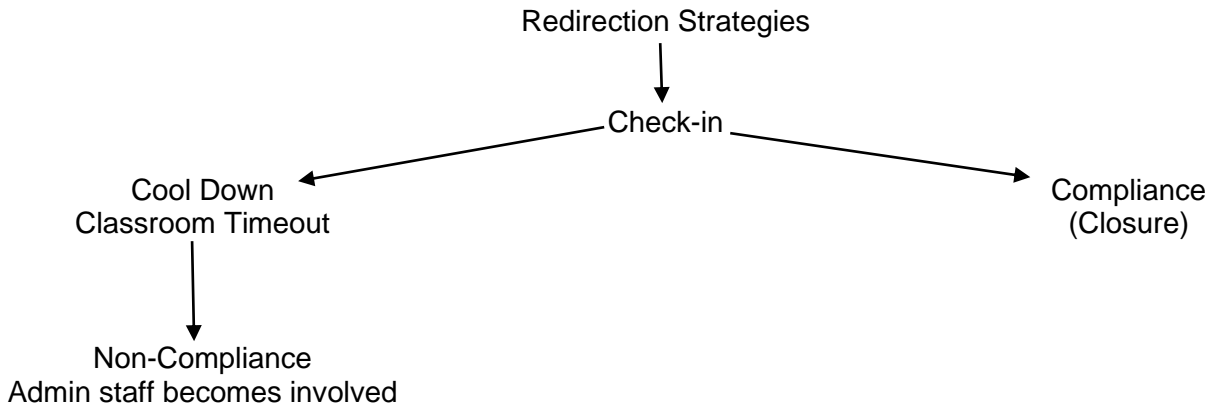 Redirection Strategies
Check-in
Cool Down
Classroom Timeout
Compliance
(Closure)
Non-Compliance
Admin staff becomes involved